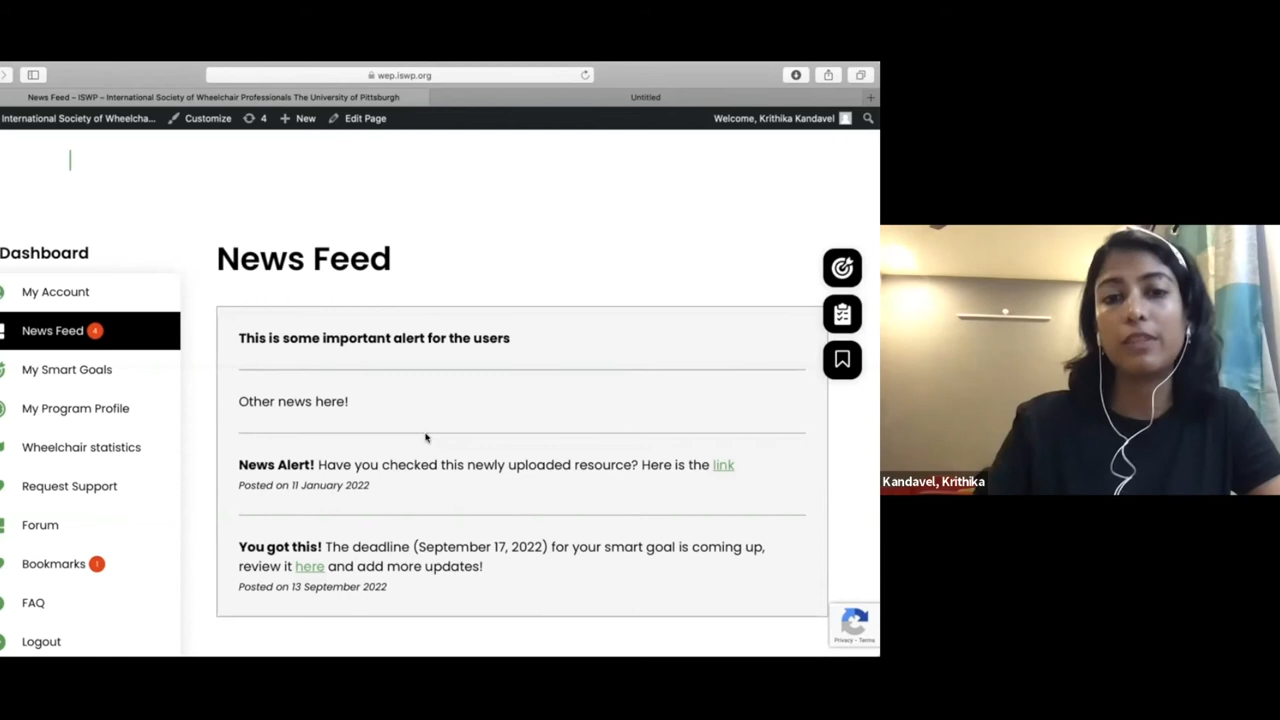 wep.iswp.org
News Feed – ISWP – International Society of Wheelchair Professionals The University of Pittsburgh
Untitled
International Society of Wheelcha...
Customize
4
New
Edit Page
Welcome, Krithika Kandavel
Dashboard
My Account
News Feed 4
My Smart Goals
My Program Profile
Wheelchair statistics
Request Support
Forum
Bookmarks 1
FAQ
Logout
News Feed
This is some important alert for the users
Other news here!
News Alert! Have you checked this newly uploaded resource? Here is the link
Posted on 11 January 2022
You got this! The deadline (September 17, 2022) for your smart goal is coming up,
review it here and add more updates!
Posted on 13 September 2022
Privacy - Terms
Kandavel, Krithika